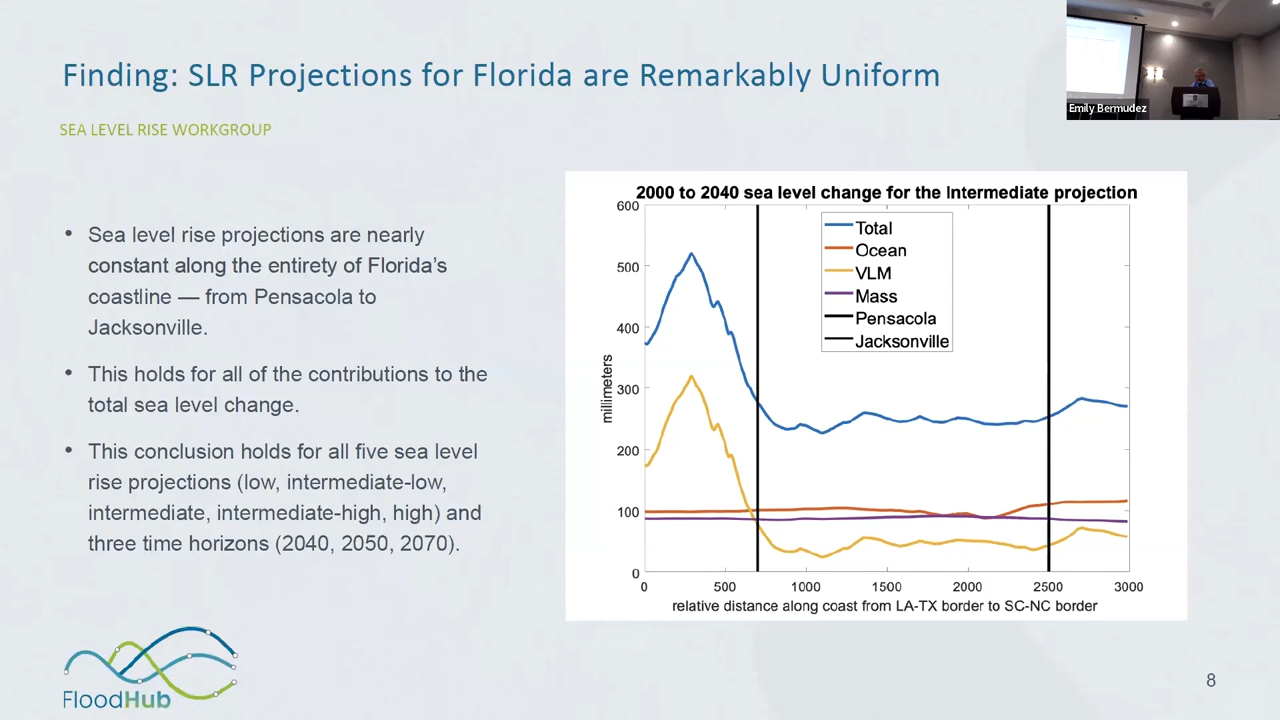 Finding: SLR Projections for Florida are Remarkably Uniform
SEA LEVEL RISE WORKGROUP
Emily Bermudez
• Sea level rise projections are nearly
constant along the entirety of Florida's
coastline — from Pensacola to
Jacksonville.
• This holds for all of the contributions to the
total sea level change.
• This conclusion holds for all five sea level
rise projections (low, intermediate-low,
intermediate, intermediate-high, high) and
three time horizons (2040, 2050, 2070).
2000 to 2040 sea level change for the Intermediate projection
600
500
400
300
200
100
0
millimeters
Total
Ocean
VLM
Mass
Pensacola
Jacksonville
0 500 1000 1500 2000 2500 3000
relative distance along coast from LA-TX border to SC-NC border
FloodHub
8